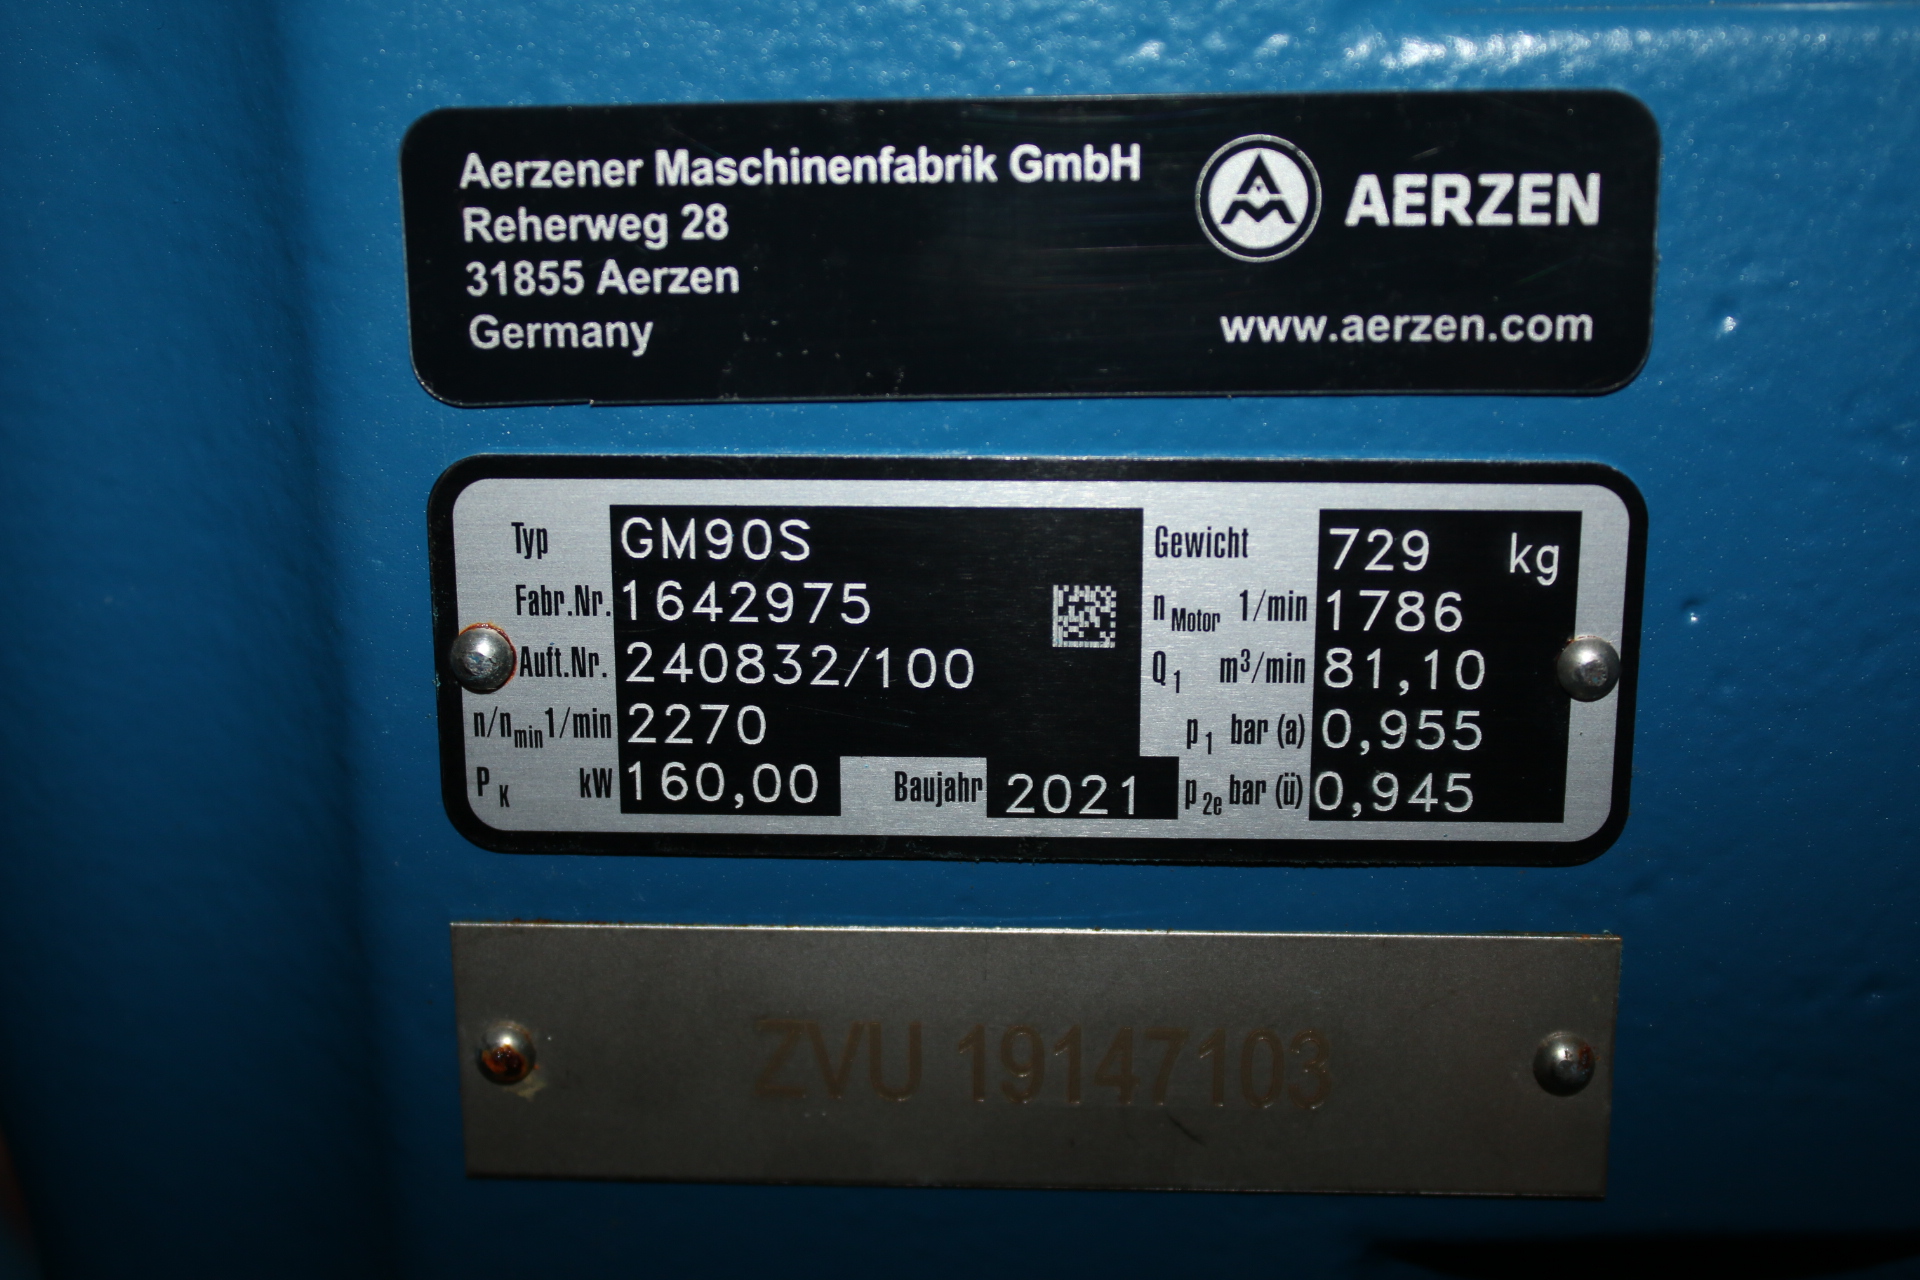 Aerzener Maschinenfabrik GmbH
Reherweg 28
31855 Aerzen
Germany
AERZEN
www.aerzen.com
Typ GM90S
Fabr.Nr. 1642975
Auft.Nr. 240832/100
n/nmin 1/min 2270
PK kW 160,00
Baujahr 2021
Gewicht 729 kg
nMotor 1/min 1786
Q1 m³/min 81,10
p1 bar (a) 0,955
p2e bar (ü) 0,945
ZVU 19147103